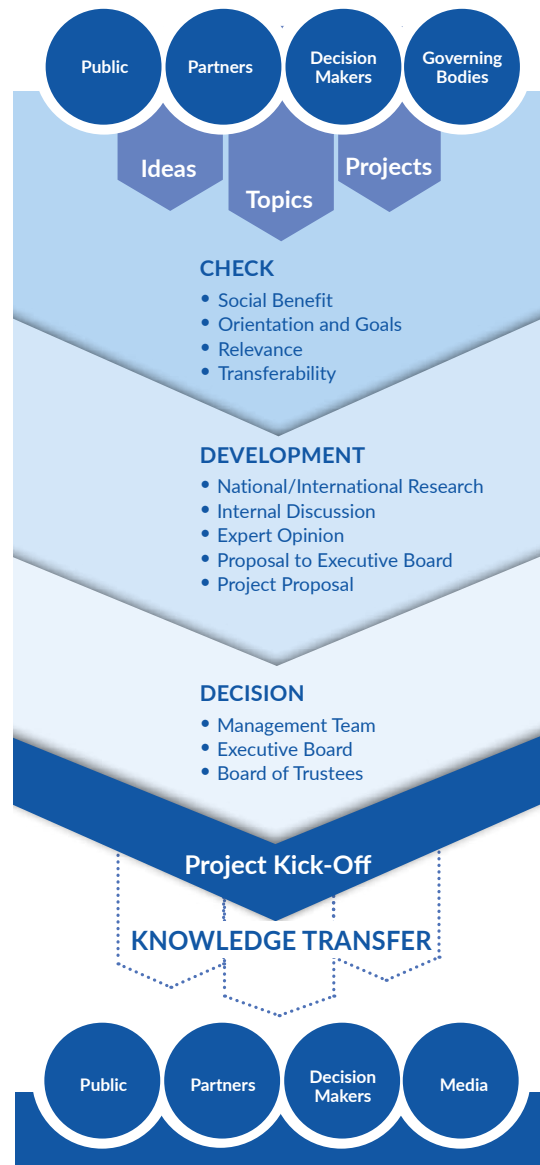 Public
Partners
Decision
Makers
Governing
Bodies
Ideas
Topics
Projects
CHECK
• Social Benefit
• Orientation and Goals
• Relevance
• Transferability
DEVELOPMENT
• National/International Research
• Internal Discussion
• Expert Opinion
• Proposal to Executive Board
• Project Proposal
DECISION
• Management Team
• Executive Board
• Board of Trustees
Project Kick-Off
KNOWLEDGE TRANSFER
Public
Partners
Decision
Makers
Media